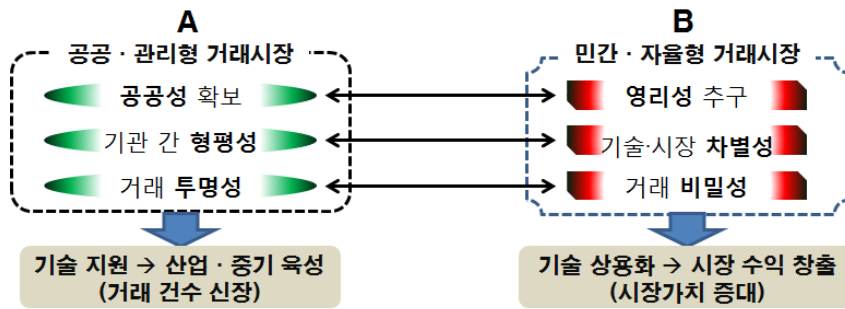 A
공공 · 관리형 거래시장
공공성 확보
기관 간 형평성
거래 투명성
기술 지원 → 산업 · 중기 육성
(거래 건수 신장)
B
민간 · 자율형 거래시장
영리성 추구
기술·시장 차별성
거래 비밀성
기술 상용화 → 시장 수익 창출
(시장가치 증대)